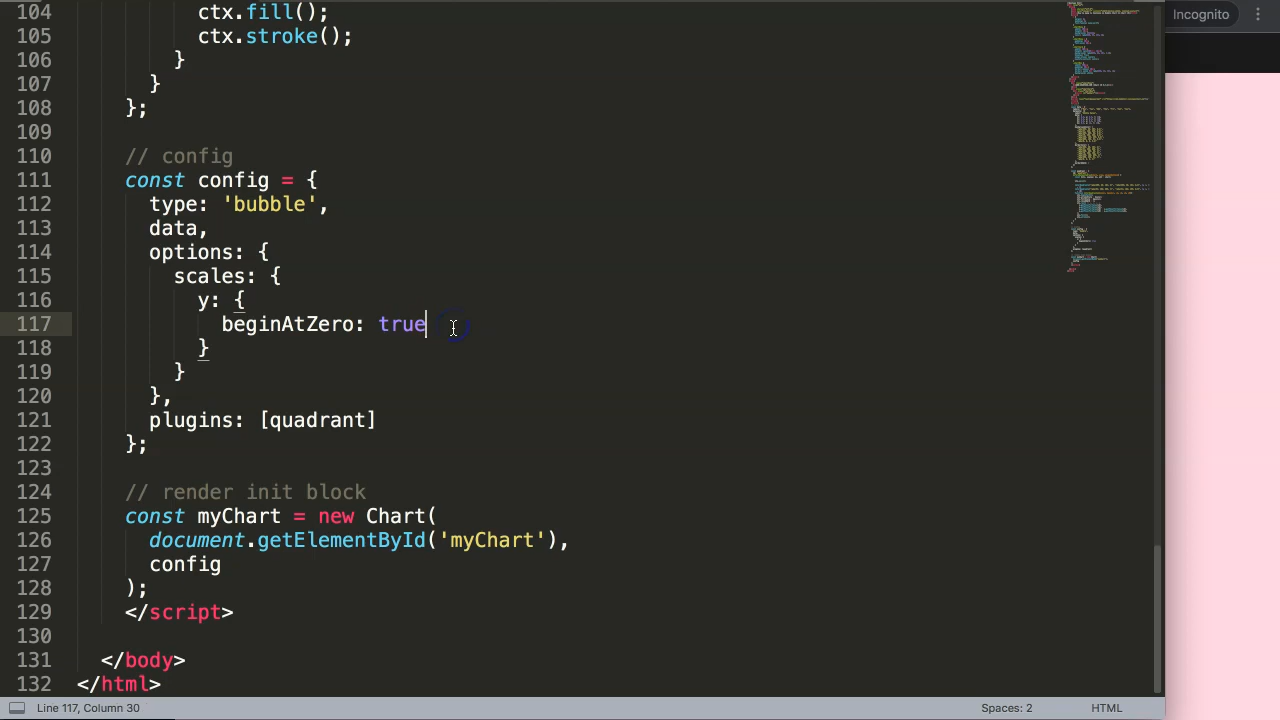 Incognito
104 ctx.fill();
105 ctx.stroke();
106 }
107 }
108 };
109
110 // config
111 const config = {
112 type: 'bubble',
113 data,
114 options: {
115 scales: {
116 y: {
117 beginAtZero: true
118 }
119 }
120 },
121 plugins: [quadrant]
122 };
123
124 // render init block
125 const myChart = new Chart(
126 document.getElementById('myChart'),
127 config
128 );
129 </script>
130
131 </body>
132 </html>
Line 117, Column 30 Spaces: 2 HTML